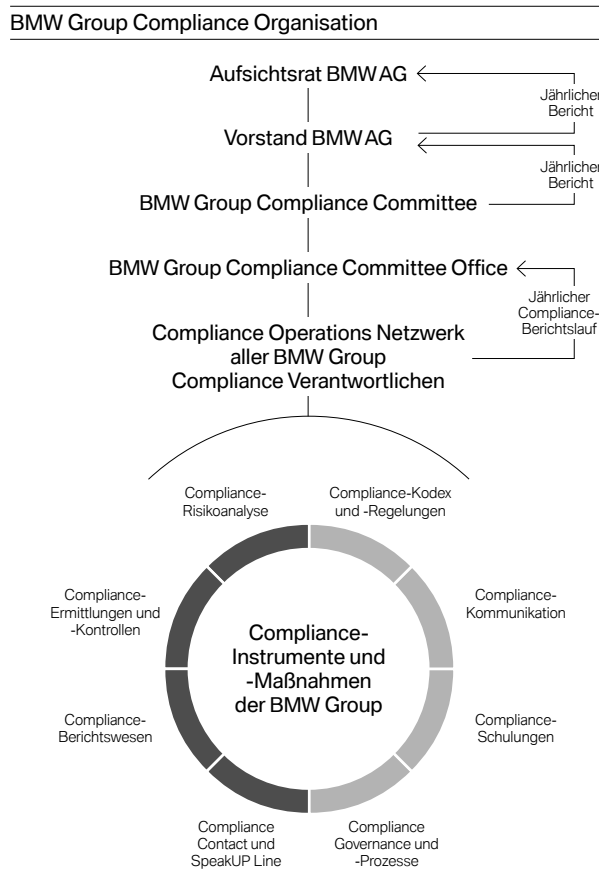 BMW Group Compliance Organisation
Aufsichtsrat BMW AG
Jährlicher
Bericht
Vorstand BMW AG
Jährlicher
Bericht
BMW Group Compliance Committee
BMW Group Compliance Committee Office
Jährlicher
Compliance-
Berichtslauf
Compliance Operations Netzwerk
aller BMW Group
Compliance Verantwortlichen
Compliance-
Risikoanalyse
Compliance-Kodex
und -Regelungen
Compliance-
Ermittlungen und
-Kontrollen
Compliance-
Kommunikation
Compliance-
Instrumente und
-Maßnahmen
der BMW Group
Compliance-
Berichtswesen
Compliance-
Schulungen
Compliance
Contact und
SpeakUP Line
Compliance
Governance und
-Prozesse